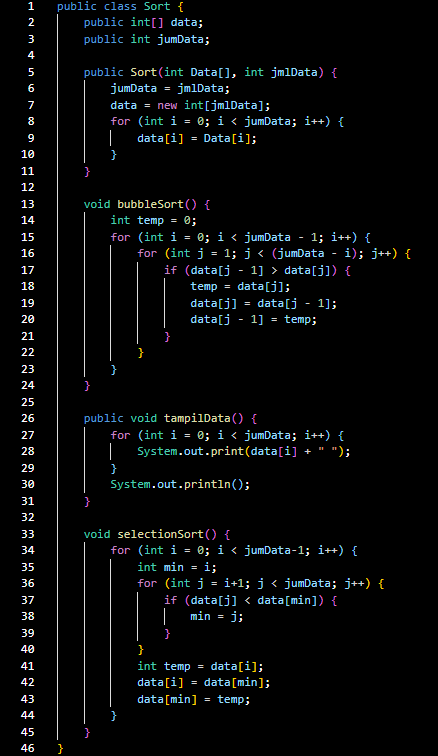 1 public class Sort {
2     public int[] data;
3     public int jumData;
4
5     public Sort(int Data[], int jmlData) {
6         jumData = jmlData;
7         data = new int[jmlData];
8         for (int i = 0; i < jumData; i++) {
9             data[i] = Data[i];
10         }
11     }
12
13     void bubbleSort() {
14         int temp = 0;
15         for (int i = 0; i < jumData - 1; i++) {
16             for (int j = 1; j < (jumData - i); j++) {
17                 if (data[j - 1] > data[j]) {
18                     temp = data[j];
19                     data[j] = data[j - 1];
20                     data[j - 1] = temp;
21                 }
22             }
23         }
24     }
25
26     public void tampilData() {
27         for (int i = 0; i < jumData; i++) {
28             System.out.print(data[i] + " ");
29         }
30         System.out.println();
31     }
32
33     void selectionSort() {
34         for (int i = 0; i < jumData-1; i++) {
35             int min = i;
36             for (int j = i+1; j < jumData; j++) {
37                 if (data[j] < data[min]) {
38                     min = j;
39                 }
40             }
41             int temp = data[i];
42             data[i] = data[min];
43             data[min] = temp;
44         }
45     }
46 }